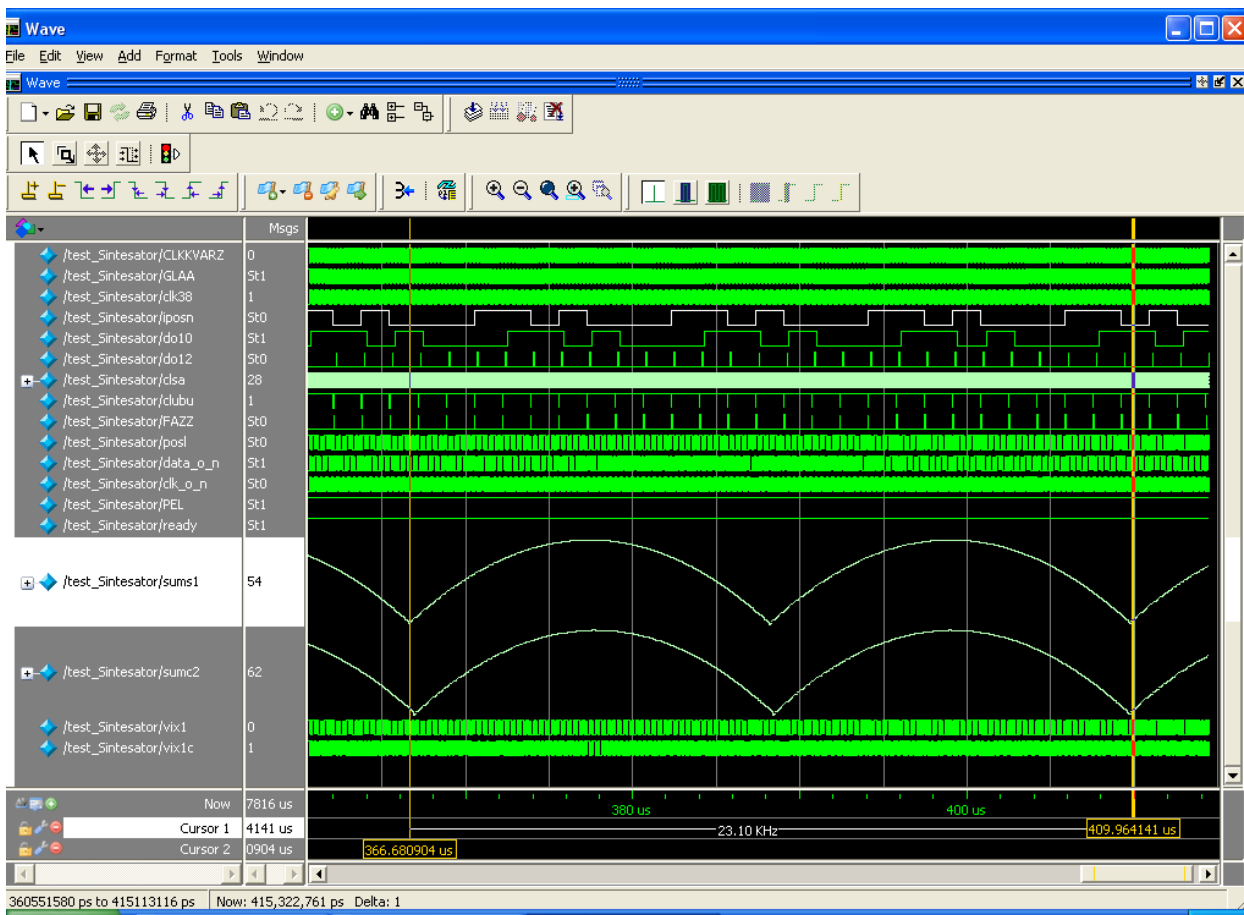 Wave
File Edit View Add Format Tools Window
Wave
Msgs
/test_Sintesator/CLKKVARZ 0
/test_Sintesator/GLAA St1
/test_Sintesator/clk38 1
/test_Sintesator/iposn St0
/test_Sintesator/do10 St1
/test_Sintesator/do12 St0
/test_Sintesator/clsa 28
/test_Sintesator/clubu 1
/test_Sintesator/FAZZ St0
/test_Sintesator/posl St0
/test_Sintesator/data_o_n St1
/test_Sintesator/clk_o_n St0
/test_Sintesator/PEL St1
/test_Sintesator/ready St1
/test_Sintesator/sums1 54
/test_Sintesator/sumc2 62
/test_Sintesator/vix1 0
/test_Sintesator/vix1c 1
Now 7816 us 380 us 400 us
Cursor 1 4141 us 23.10 KHz 409.964141 us
Cursor 2 0904 us 366.680904 us
360551580 ps to 415113116 ps Now: 415,322,761 ps Delta: 1